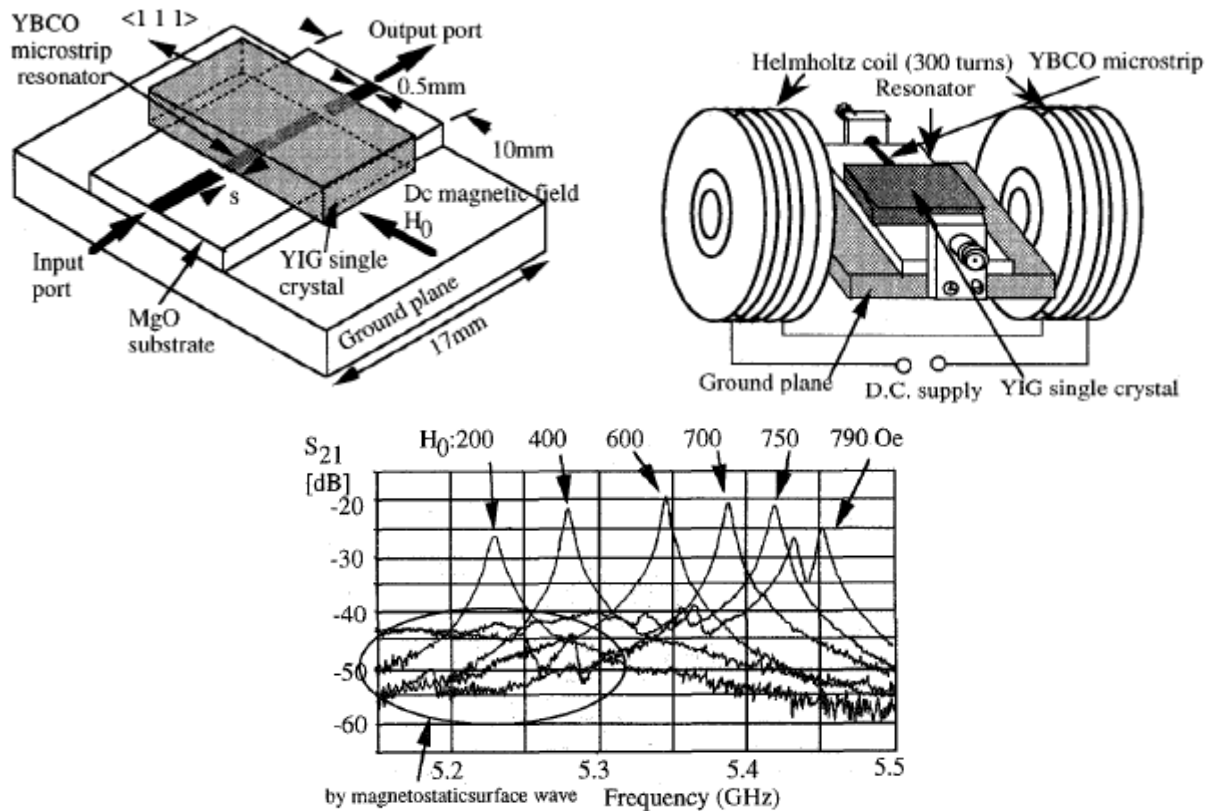 YBCO
microstrip
resonator
<1 1 1>
Output port
0.5mm
10mm
s
Dc magnetic field
H0
Input
port
YIG single
crystal
MgO
substrate
Ground plane
17mm
Helmholtz coil (300 turns)
YBCO microstrip
Resonator
Ground plane
D.C. supply
YIG single crystal
S21
[dB]
H0:200 400 600 700 750 790 Oe
-20
-30
-40
-50
-60
5.2 5.3 5.4 5.5
by magnetostaticsurface wave
Frequency (GHz)